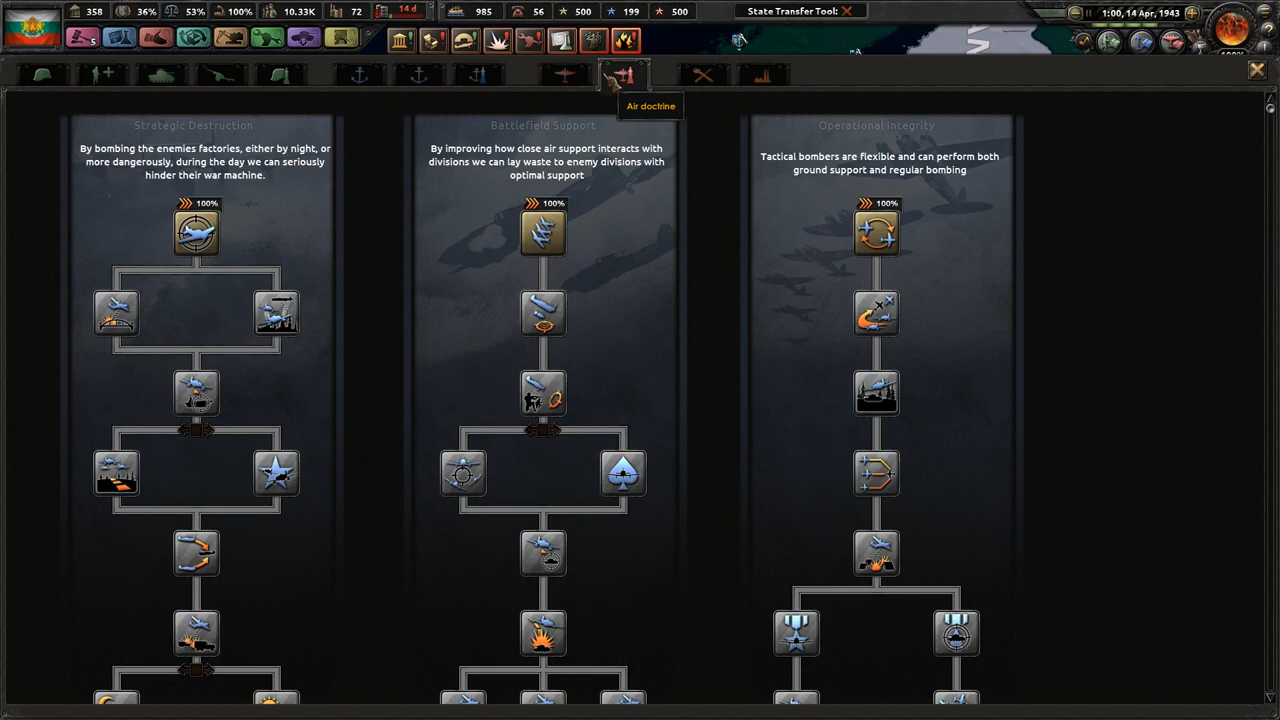 358 36% 53% 100% 10.33K 72 14 d 985 56 500 199 500 State Transfer Tool: 1:00, 14 Apr, 1943
5
100%
Air doctrine
Strategic Destruction
By bombing the enemies factories, either by night, or
more dangerously, during the day we can seriously
hinder their war machine.
100%
Battlefield Support
By improving how close air support interacts with
divisions we can lay waste to enemy divisions with
optimal support
100%
Operational Integrity
Tactical bombers are flexible and can perform both
ground support and regular bombing
100%